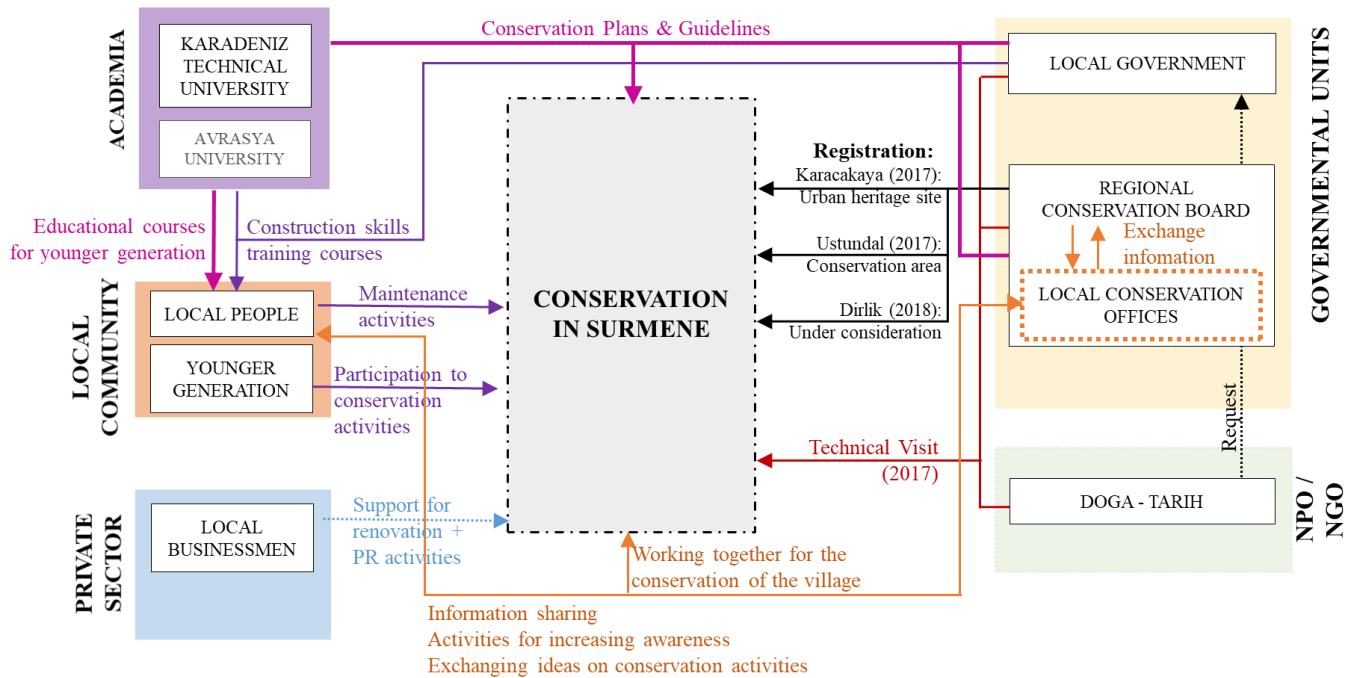 ACADEMIA
KARADENIZ
TECHNICAL
UNIVERSITY
AVRASYA
UNIVERSITY
Conservation Plans & Guidelines
GOVERNMENTAL UNITS
LOCAL GOVERNMENT
REGIONAL
CONSERVATION BOARD
Exchange
infomation
LOCAL CONSERVATION
OFFICES
Registration:
Karacakaya (2017):
Urban heritage site
Ustundal (2017):
Conservation area
Dirlik (2018):
Under consideration
Educational courses
for younger generation
Construction skills
training courses
LOCAL
COMMUNITY
LOCAL PEOPLE
YOUNGER
GENERATION
Maintenance
activities
Participation to
conservation
activities
CONSERVATION
IN SURMENE
Technical Visit
(2017)
Request
NPO /
NGO
DOGA - TARIH
PRIVATE
SECTOR
LOCAL
BUSINESSMEN
Support for
renovation +
PR activities
Working together for the
conservation of the village
Information sharing
Activities for increasing awareness
Exchanging ideas on conservation activities